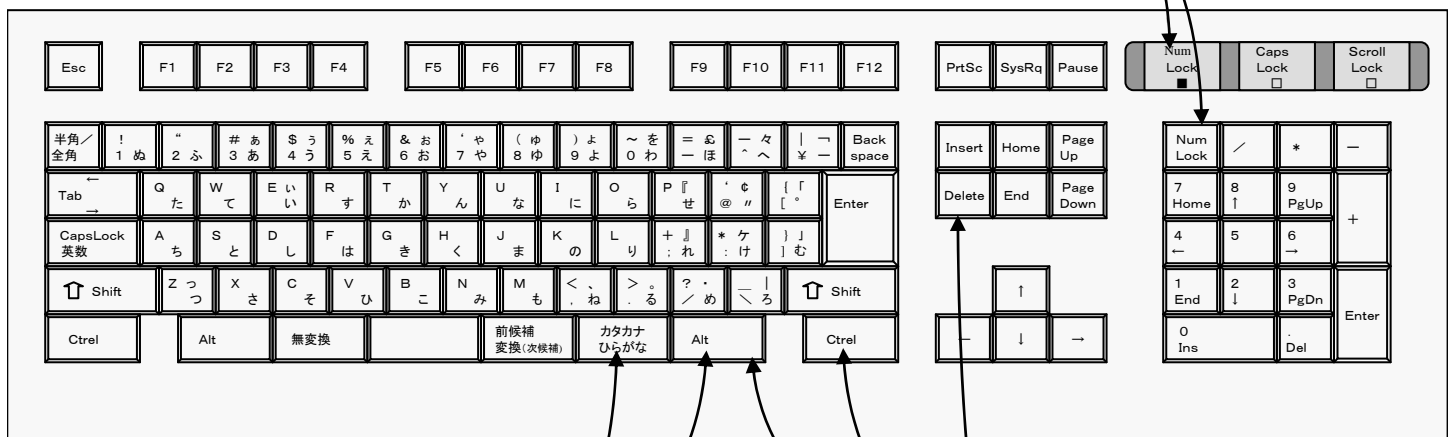 Esc F1 F2 F3 F4 F5 F6 F7 F8 F9 F10 F11 F12 PrtSc SysRq Pause
Num Lock ■ Caps Lock □ Scroll Lock □
半角／全角 ! 1 ぬ “ 2 ふ # ぁ 3 あ $ ぅ 4 う % ぇ 5 え & ぉ 6 お ‘ ゃ 7 や ( ゅ 8 ゆ ) ょ 9 よ ～ を 0 わ = £ ー ほ ー 々 ^ へ | ¬ ￥ ー Back space
Insert Home Page Up
Num Lock ／ * －
← Tab → Q た W て E ぃ い R す T か Y ん U な I に O ら P『 せ ‘ ¢ @ 〃 {「 [ ° Enter
Delete End Page Down
7 Home 8 ↑ 9 PgUp +
CapsLock 英数 A ち S と D し F は G き H く J ま K の L り + 』 ; れ * ヶ : け } 」 ] む
4 ← 5 6 →
⇧ Shift Z っ つ X さ C そ V ひ B こ N み M も < 、 , ね > 。 . る ? ・ ／ め ＿ | ＼ ろ ⇧ Shift
↑
1 End 2 ↓ 3 PgDn Enter
Ctrel Alt 無変換 前候補 変換(次候補) カタカナ ひらがな Alt Ctrel
← ↓ →
0 Ins . Del